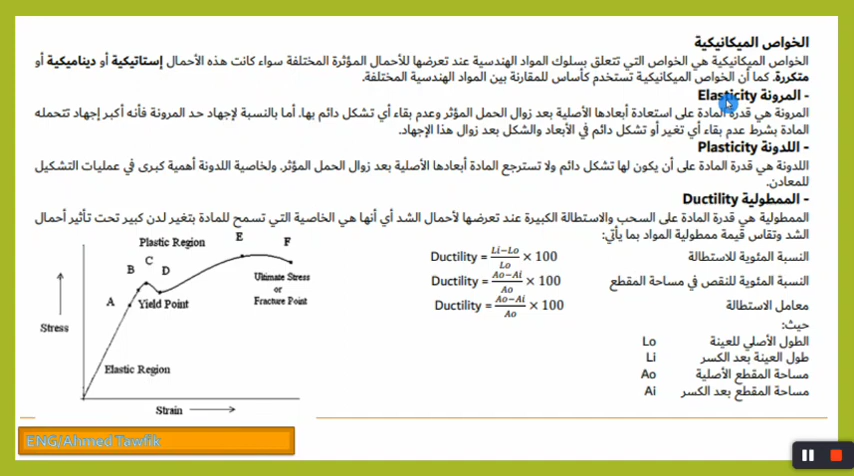 الخواص الميكانيكية
الخواص الميكانيكية هي الخواص التي تتعلق بسلوك المواد الهندسية عند تعرضها للأحمال المؤثرة المختلفة سواء كانت هذه الأحمال إستاتيكية أو ديناميكية أو
متكررة. كما أن الخواص الميكانيكية تستخدم كأساس للمقارنة بين المواد الهندسية المختلفة.
- المرونة Elasticity
المرونة هي قدرة المادة على استعادة أبعادها الأصلية بعد زوال الحمل المؤثر وعدم بقاء أي تشكل دائم بها. أما بالنسبة لإجهاد حد المرونة فأنه أكبر إجهاد تتحمله
المادة بشرط عدم بقاء أي تغير أو تشكل دائم في الأبعاد والشكل بعد زوال هذا الإجهاد.
- اللدونة Plasticity
اللدونة هي قدرة المادة على أن يكون لها تشكل دائم ولا تسترجع المادة أبعادها الأصلية بعد زوال الحمل المؤثر. ولخاصية اللدونة أهمية كبرى في عمليات التشكيل
للمعادن.
- الممطولية Ductility
الممطولية هي قدرة المادة على السحب والاستطالة الكبيرة عند تعرضها لأحمال الشد أي أنها هي الخاصية التي تسمح للمادة بتغير لدن كبير تحت تأثير أحمال
الشد وتقاس قيمة ممطولية المواد بما يأتي:
النسبة المئوية للاستطالة Ductility = (Li−Lo)/Lo × 100
النسبة المئوية للنقص في مساحة المقطع Ductility = (Ao−Ai)/Ao × 100
معامل الاستطالة Ductility = (Ao−Ai)/Ao × 100
حيث:
الطول الأصلي للعينة Lo
طول العينة بعد الكسر Li
مساحة المقطع الأصلية Ao
مساحة المقطع بعد الكسر Ai
Plastic Region
E
F
C
B
D
A
Yield Point
Ultimate Stress
or
Fracture Point
Stress
Elastic Region
Strain
ENG/Ahmed Tawfik